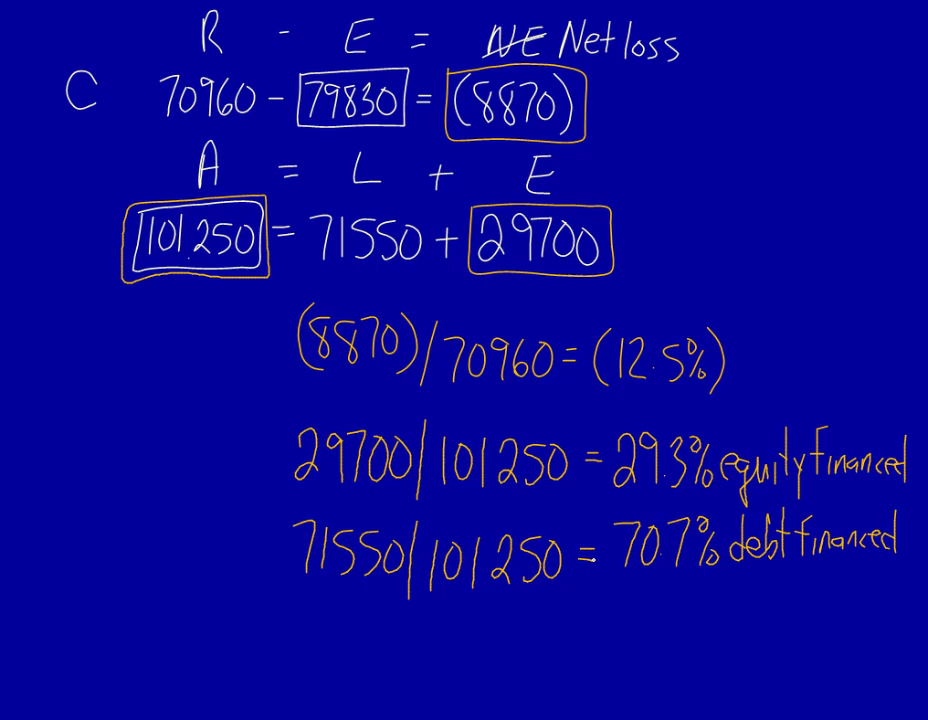 R - E = NE Net loss
C 70960 - 79830 = (8870)
A = L + E
101.250 = 71550 + 29700
(8870)/70960 = (12.5%)
29700/101250 = 29.3% equity financed
71550/101250 = 70.7% debt financed